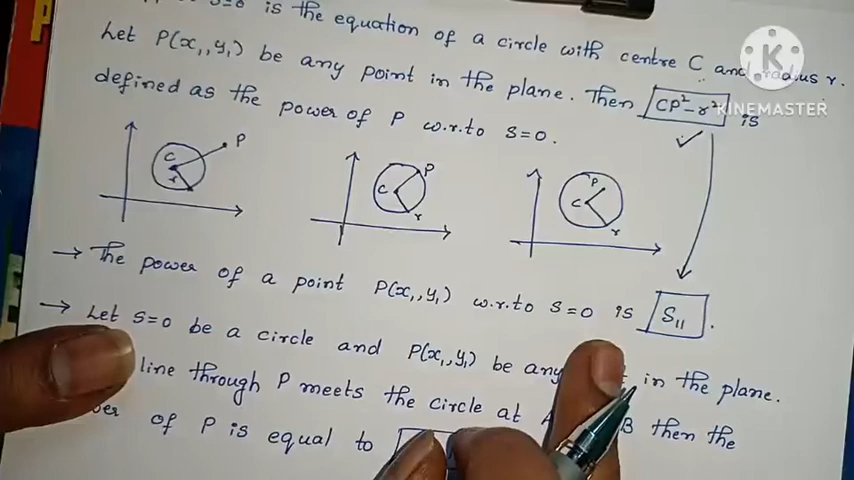 S=0 is the equation of a circle with centre C and radius r.
Let P(x₁,y₁) be any point in the plane. Then CP²-r² is
KINEMASTER
defined as the power of P w.r.to S=0.
C P r
C P r
C P r
→ The power of a point P(x₁,y₁) w.r.to S=0 is S₁₁.
→ Let S=0 be a circle and P(x₁,y₁) be any in the plane.
line through P meets the circle at B then the
of P is equal to